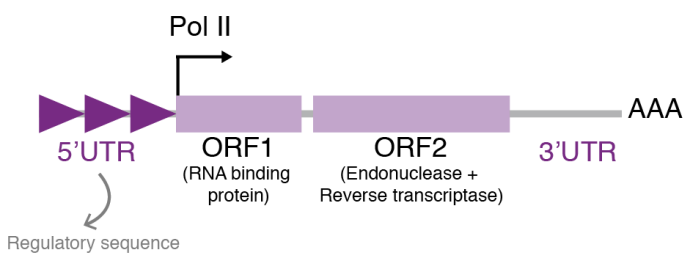 Pol II
AAA
5'UTR
ORF1
(RNA binding
protein)
ORF2
(Endonuclease +
Reverse transcriptase)
3'UTR
Regulatory sequence